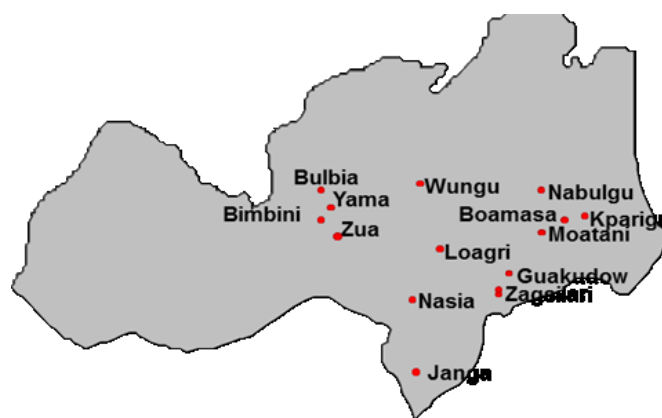 Bulbia
Wungu
Nabulgu
Yama
Bimbini
Boamasa
Kparigu
Zua
Moatani
Loagri
Guakudow
Nasia
Janga